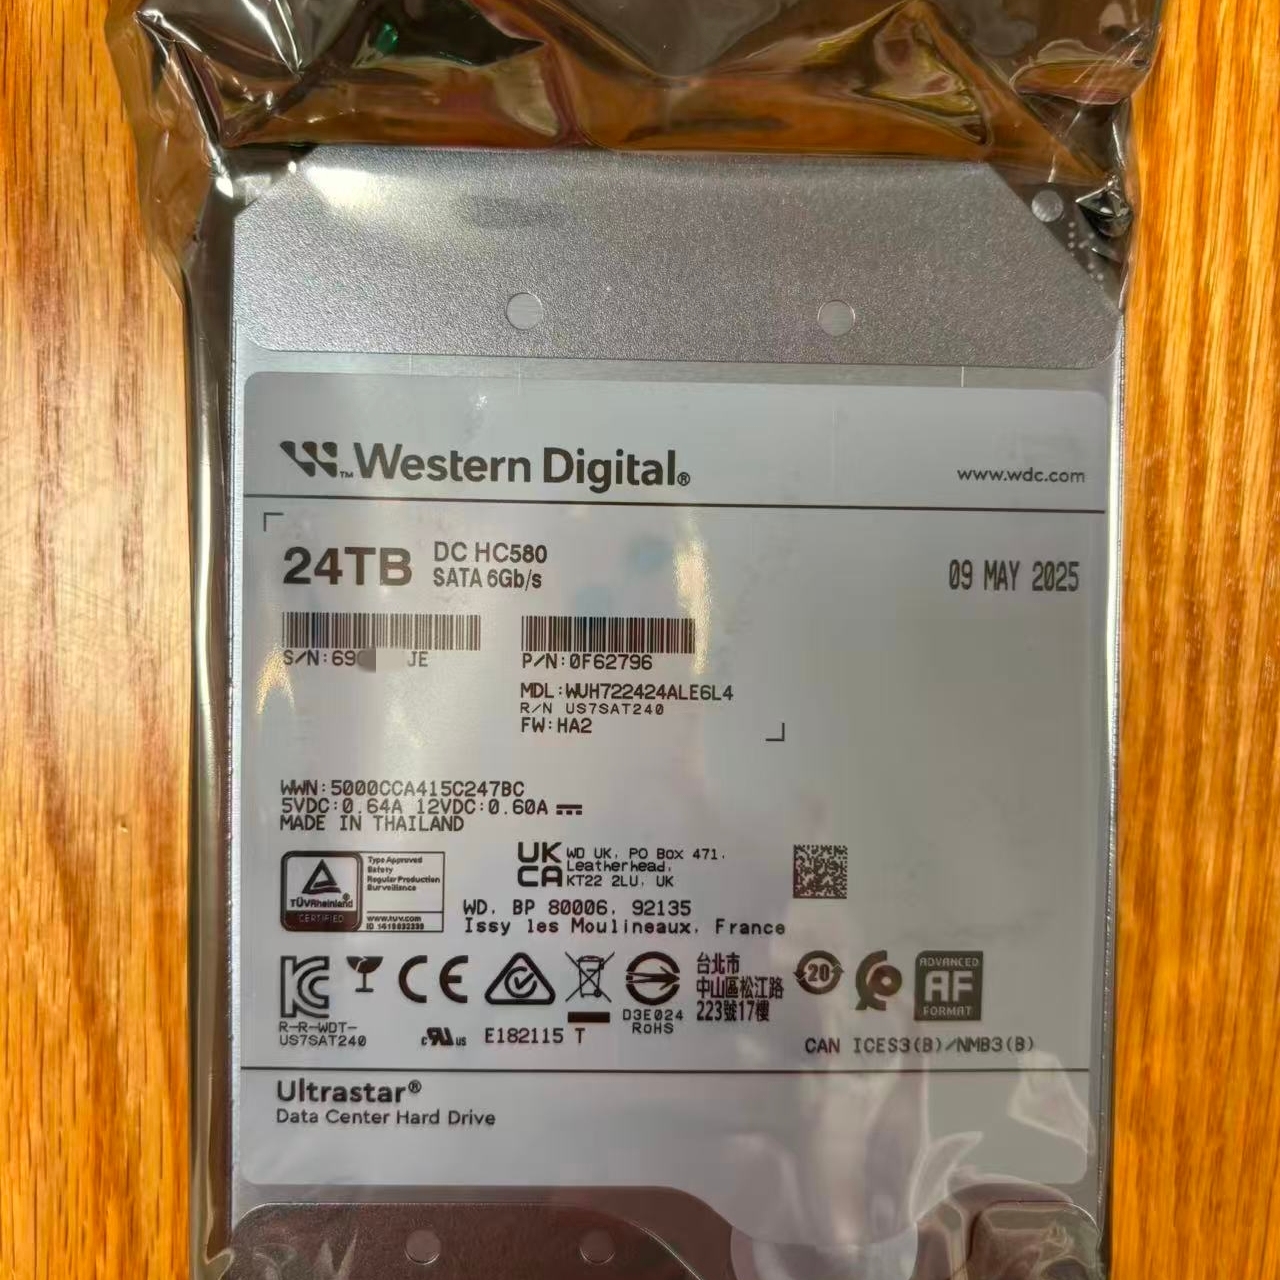 Western Digital®
www.wdc.com
24TB
DC HC580
SATA 6Gb/s
09 MAY 2025
S/N:69 JE
P/N:0F62796
MDL:WUH722424ALE6L4
R/N US7SAT240
FW:HA2
WWN:5000CCA415C247BC
5VDC:0.64A 12VDC:0.60A
MADE IN THAILAND
TÜVRheinland®
CERTIFIED
Type Approved
Safety
Regular Production
Surveillance
www.tuv.com
UK
CA
WD UK, PO Box 471,
Leatherhead,
KT22 2LU, UK
WD, BP 80006, 92135
Issy les Moulineaux, France
KC
R-R-WDT-
US7SAT240
CE
c RU us
E182115 T
D3E024
RoHS
台北市
中山區松江路
223號17樓
20
ADVANCED
AF
FORMAT
CAN ICES3(B)/NMB3(B)
Ultrastar®
Data Center Hard Drive